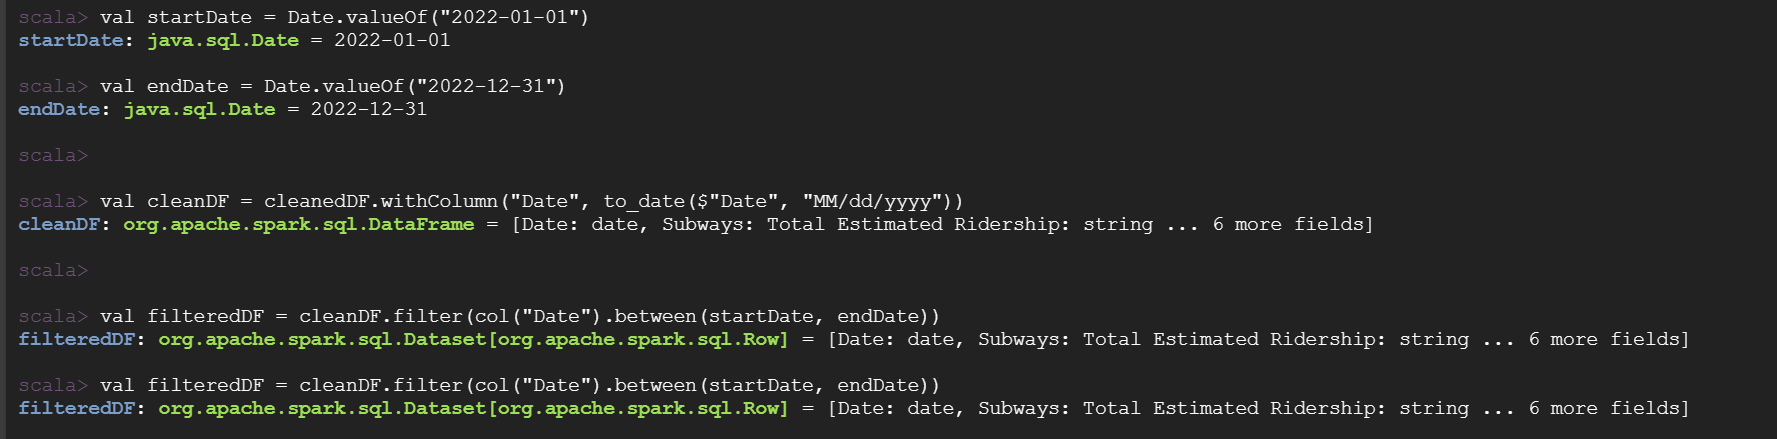 scala> val startDate = Date.valueOf("2022-01-01")
startDate: java.sql.Date = 2022-01-01
scala> val endDate = Date.valueOf("2022-12-31")
endDate: java.sql.Date = 2022-12-31
scala>
scala> val cleanDF = cleanedDF.withColumn("Date", to_date($"Date", "MM/dd/yyyy"))
cleanDF: org.apache.spark.sql.DataFrame = [Date: date, Subways: Total Estimated Ridership: string ... 6 more fields]
scala>
scala> val filteredDF = cleanDF.filter(col("Date").between(startDate, endDate))
filteredDF: org.apache.spark.sql.Dataset[org.apache.spark.sql.Row] = [Date: date, Subways: Total Estimated Ridership: string ... 6 more fields]
scala> val filteredDF = cleanDF.filter(col("Date").between(startDate, endDate))
filteredDF: org.apache.spark.sql.Dataset[org.apache.spark.sql.Row] = [Date: date, Subways: Total Estimated Ridership: string ... 6 more fields]